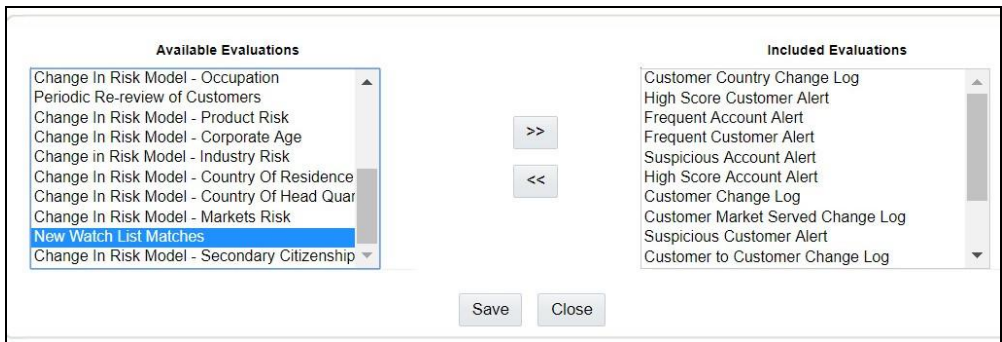 Available Evaluations
Change In Risk Model - Occupation
Periodic Re-review of Customers
Change In Risk Model - Product Risk
Change In Risk Model - Corporate Age
Change in Risk Model - Industry Risk
Change In Risk Model - Country Of Residence
Change In Risk Model - Country Of Head Quar
Change In Risk Model - Markets Risk
New Watch List Matches
Change In Risk Model - Secondary Citizenship
>>
<<
Included Evaluations
Customer Country Change Log
High Score Customer Alert
Frequent Account Alert
Frequent Customer Alert
Suspicious Account Alert
High Score Account Alert
Customer Change Log
Customer Market Served Change Log
Suspicious Customer Alert
Customer to Customer Change Log
Save Close